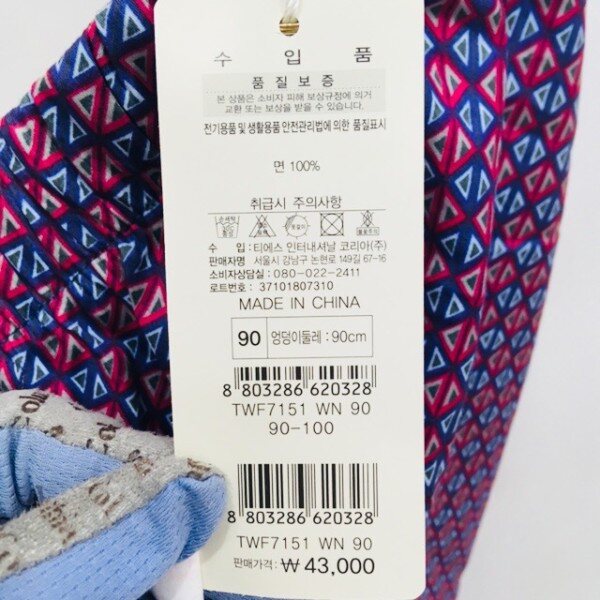 수 입 품
품 질 보 증
본 상품은 소비자 피해 보상규정에 의거
교환 또는 보상을 받을 수 있습니다.
전기용품 및 생활용품 안전관리법에 의한 품질표시
면 100%
취급시 주의사항
수 입 : 티에스 인터내셔날 코리아(주)
판매자명 : 서울시 강남구 논현로 149길 67-16
소비자상담실 : 080-022-2411
로트번호 : 37101807310
MADE IN CHINA
90 엉덩이둘레 : 90cm
8 803286 620328
TWF7151 WN 90
90-100
8 803286 620328
TWF7151 WN 90
판매가격: ₩ 43,000